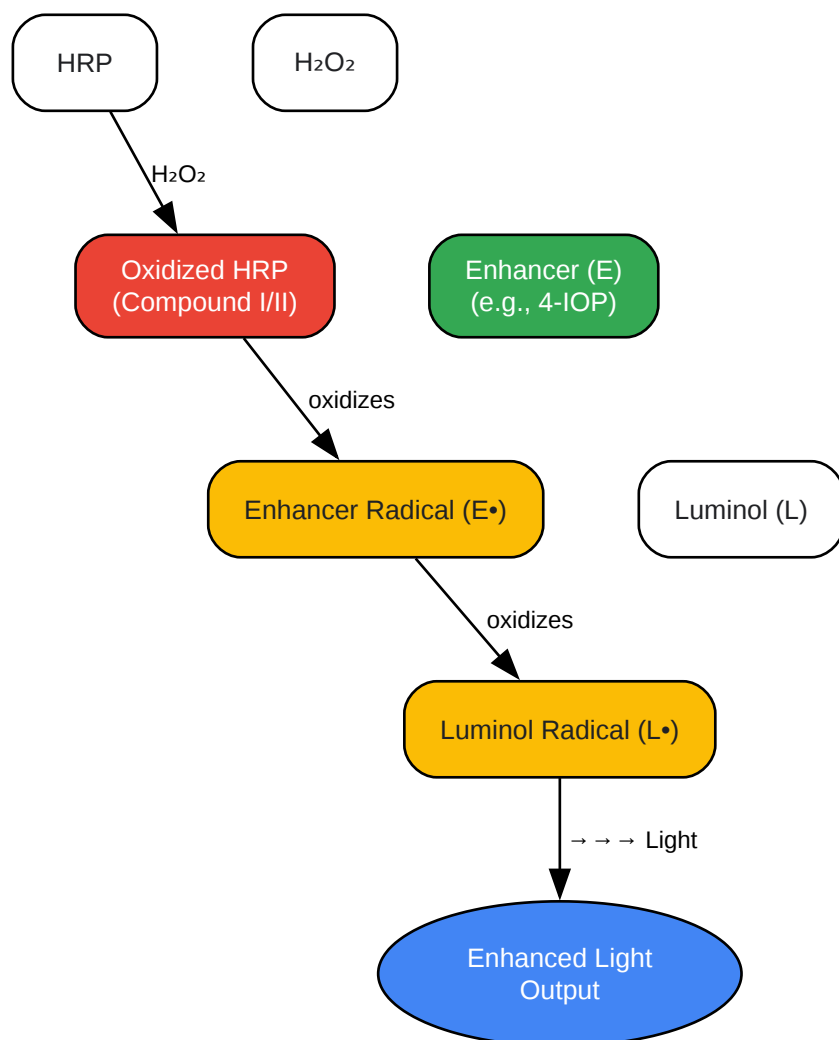 HRP
H₂O₂
H₂O₂
Oxidized HRP
(Compound I/II)
Enhancer (E)
(e.g., 4-IOP)
oxidizes
Enhancer Radical (E•)
Luminol (L)
oxidizes
Luminol Radical (L•)
→→→ Light
Enhanced Light
Output